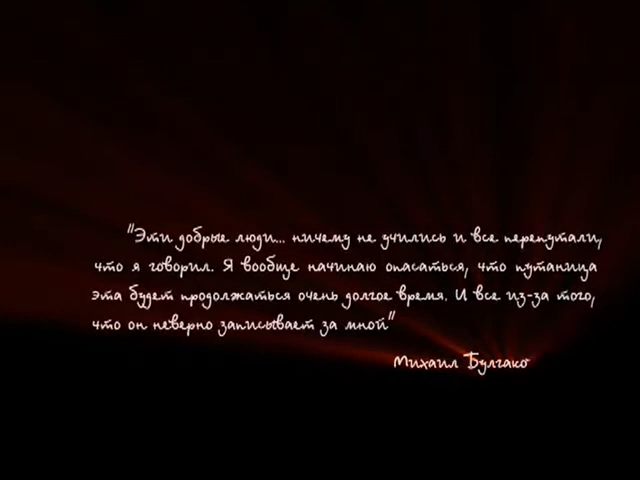 "Эти добрые люди... ничему не учились и все перепутали,
что я говорил. Я вообще начинаю опасаться, что путаница
эта будет продолжаться очень долгое время. И все из-за того,
что он неверно записывает за мной"
Михаил Булгако